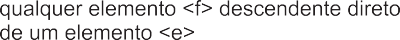 qualquer elemento <f> descendente direto
de um elemento <e>